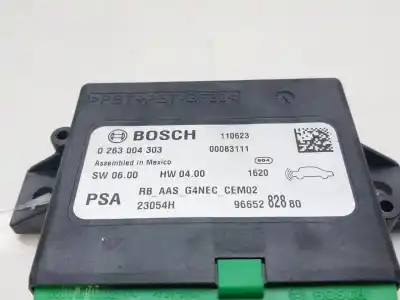 BOSCH 110623
0 263 004 303 00083111
Assembled in Mexico 904
SW 06.00 HW 04.00 1620
PSA RB_AAS_G4NEC_CEM02
23054H 96652 828 80